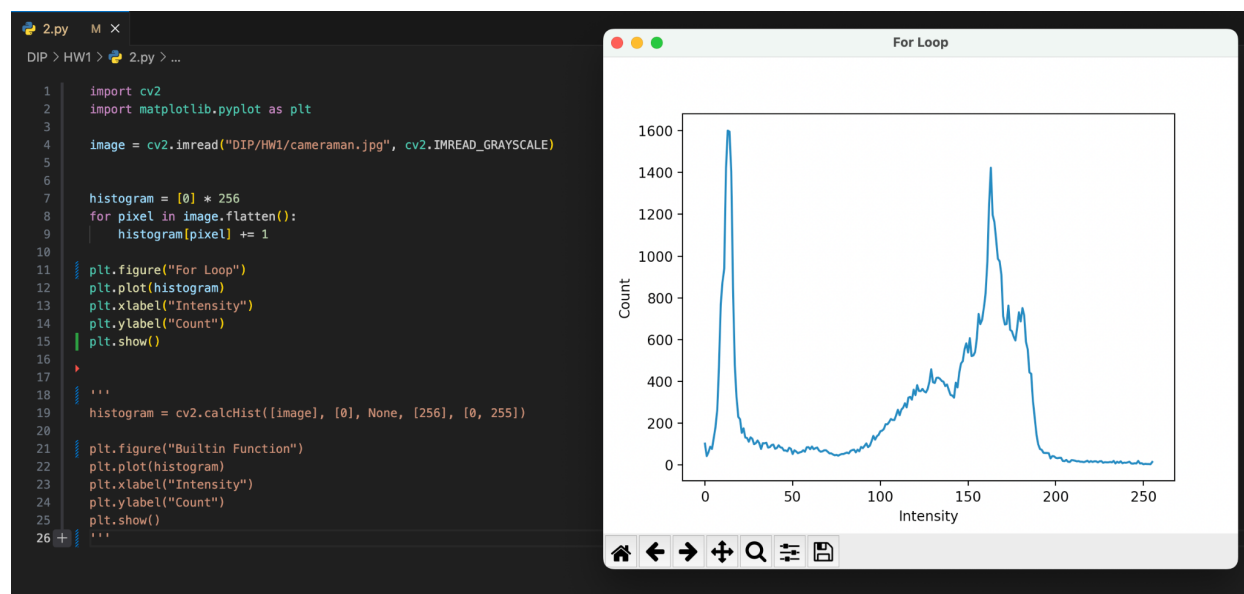 2.py M ×
DIP > HW1 > 2.py > ...
1 import cv2
2 import matplotlib.pyplot as plt
3
4 image = cv2.imread("DIP/HW1/cameraman.jpg", cv2.IMREAD_GRAYSCALE)
5
6
7 histogram = [0] * 256
8 for pixel in image.flatten():
9     histogram[pixel] += 1
10
11 plt.figure("For Loop")
12 plt.plot(histogram)
13 plt.xlabel("Intensity")
14 plt.ylabel("Count")
15 plt.show()
16
17
18 '''
19 histogram = cv2.calcHist([image], [0], None, [256], [0, 255])
20
21 plt.figure("Builtin Function")
22 plt.plot(histogram)
23 plt.xlabel("Intensity")
24 plt.ylabel("Count")
25 plt.show()
26 + '''
For Loop
1600
1400
1200
1000
800
600
400
200
0
Count
0 50 100 150 200 250
Intensity